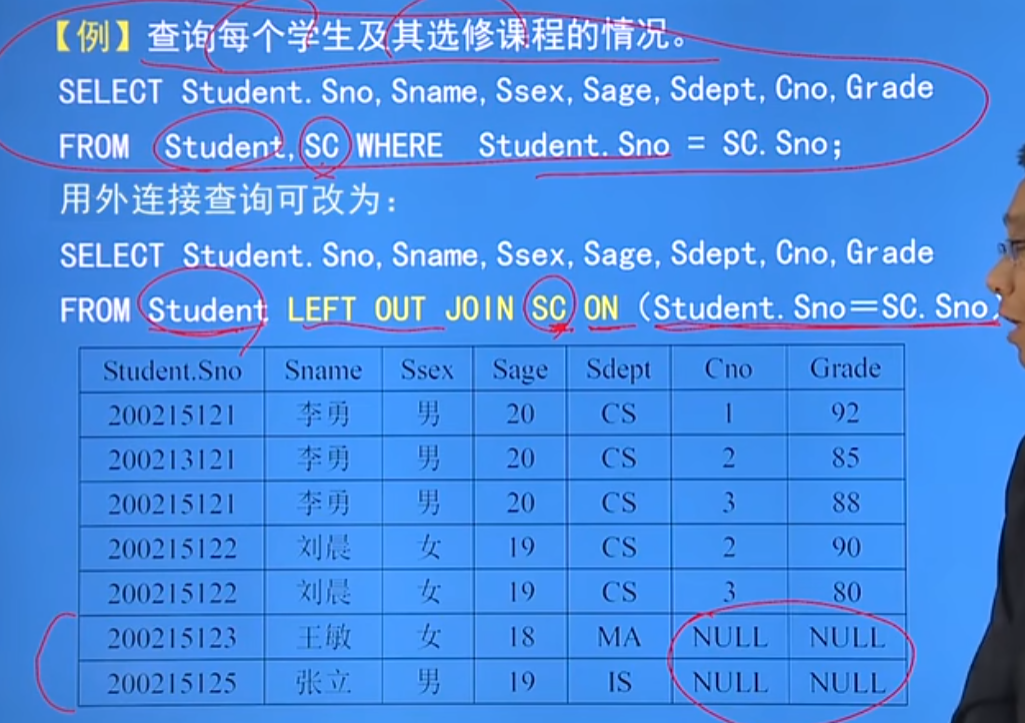 【例】查询每个学生及其选修课程的情况。
SELECT Student.Sno,Sname,Ssex,Sage,Sdept,Cno,Grade
FROM Student,SC WHERE Student.Sno = SC.Sno;
用外连接查询可改为：
SELECT Student.Sno,Sname,Ssex,Sage,Sdept,Cno,Grade
FROM Student LEFT OUT JOIN SC ON (Student.Sno＝SC.Sno)
Student.Sno Sname Ssex Sage Sdept Cno Grade
200215121 李勇 男 20 CS 1 92
200213121 李勇 男 20 CS 2 85
200215121 李勇 男 20 CS 3 88
200215122 刘晨 女 19 CS 2 90
200215122 刘晨 女 19 CS 3 80
200215123 王敏 女 18 MA NULL NULL
200215125 张立 男 19 IS NULL NULL